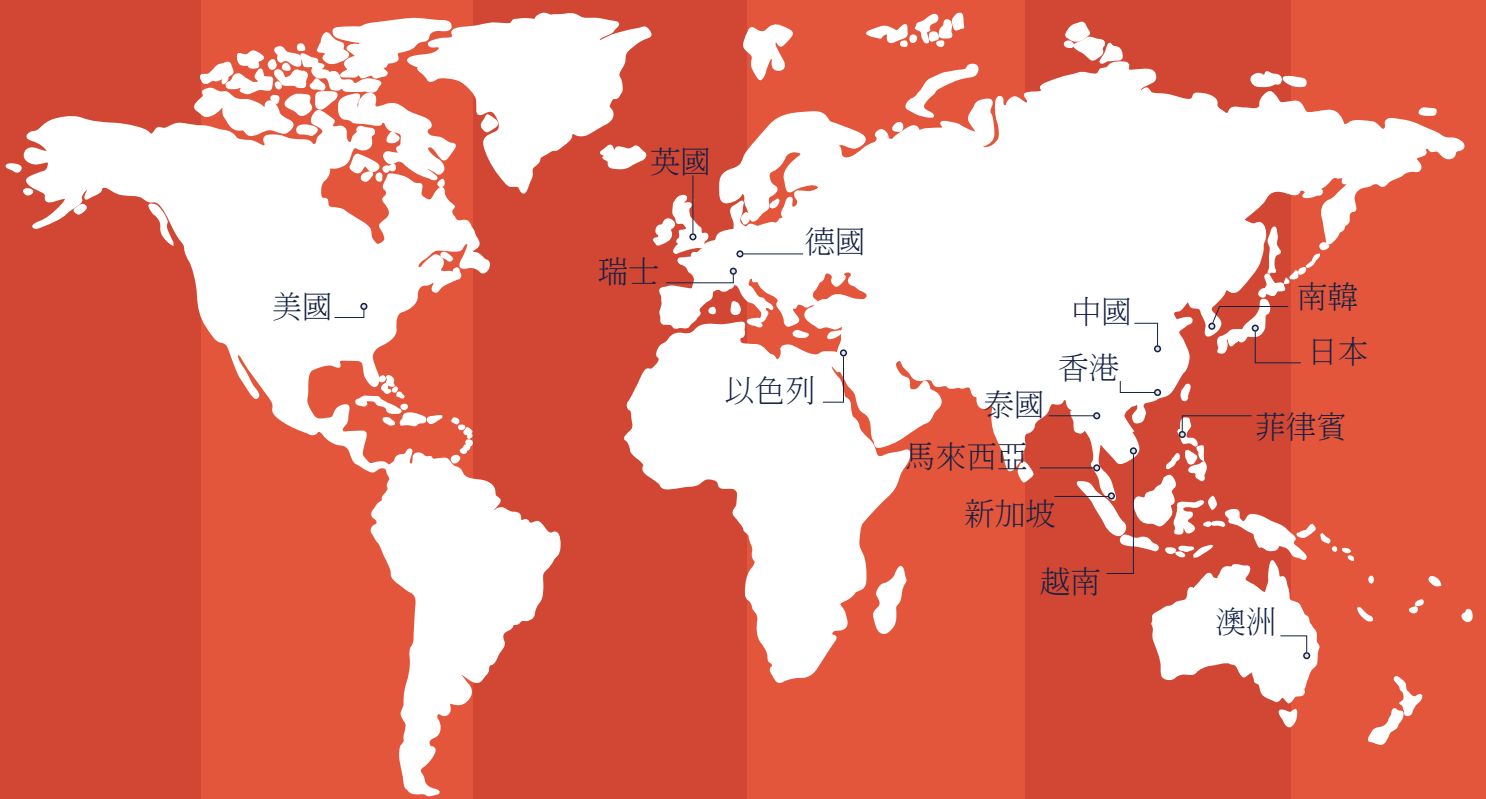 英國
德國
瑞士
美國
南韓
中國
日本
香港
以色列
泰國
菲律賓
馬來西亞
新加坡
越南
澳洲